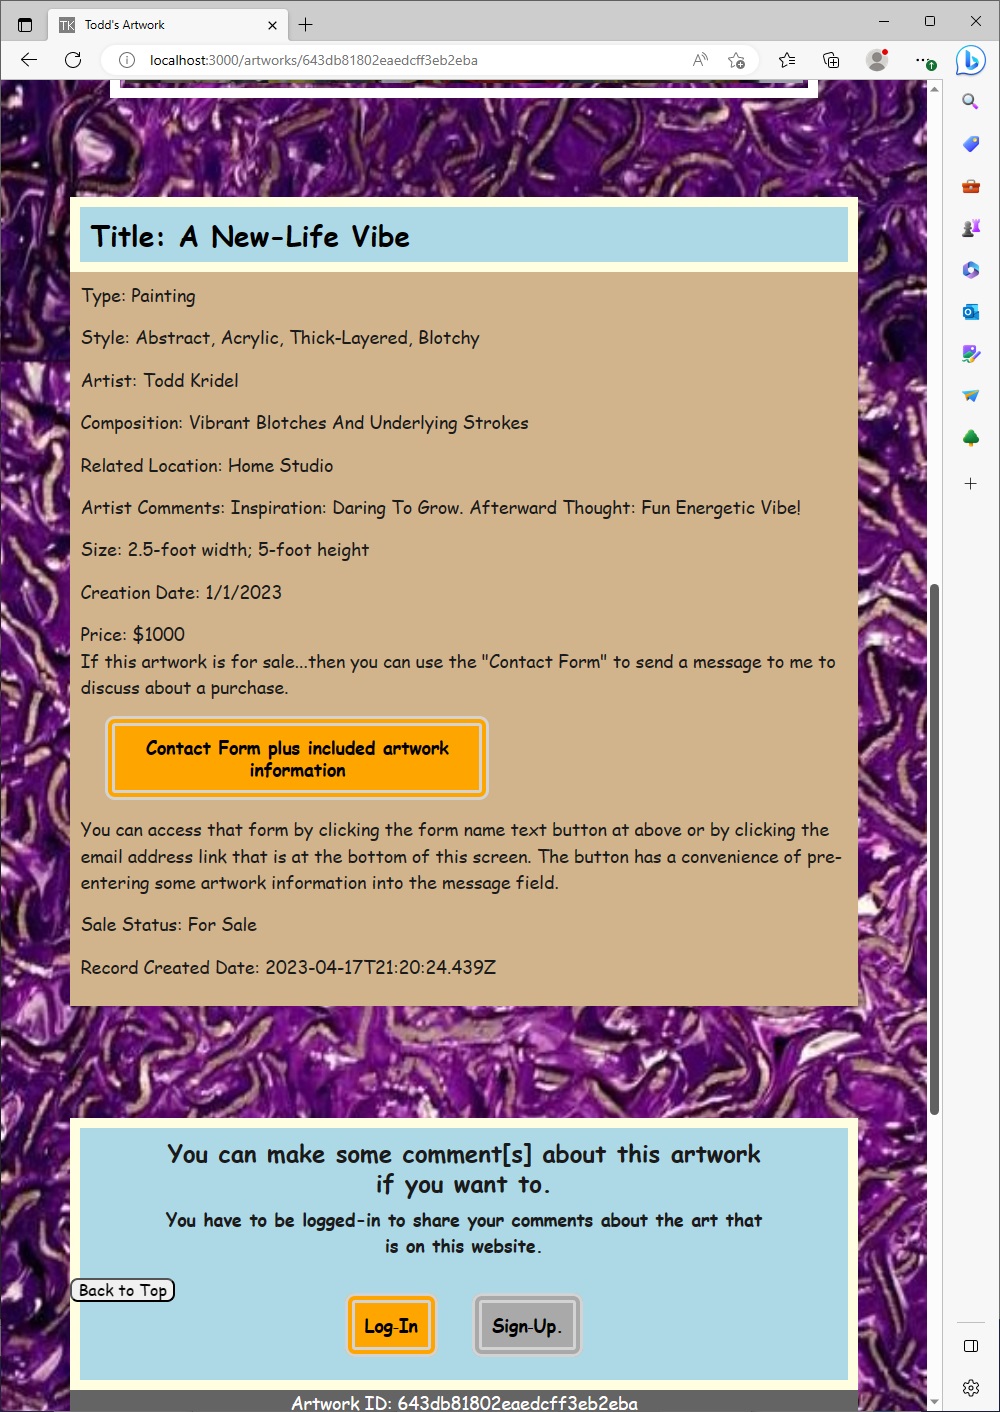 TK Todd's Artwork
localhost:3000/artworks/643db81802eaedcff3eb2eba
Title: A New-Life Vibe
Type: Painting
Style: Abstract, Acrylic, Thick-Layered, Blotchy
Artist: Todd Kridel
Composition: Vibrant Blotches And Underlying Strokes
Related Location: Home Studio
Artist Comments: Inspiration: Daring To Grow. Afterward Thought: Fun Energetic Vibe!
Size: 2.5-foot width; 5-foot height
Creation Date: 1/1/2023
Price: $1000
If this artwork is for sale...then you can use the "Contact Form" to send a message to me to
discuss about a purchase.
Contact Form plus included artwork
information
You can access that form by clicking the form name text button at above or by clicking the
email address link that is at the bottom of this screen. The button has a convenience of pre-
entering some artwork information into the message field.
Sale Status: For Sale
Record Created Date: 2023-04-17T21:20:24.439Z
You can make some comment[s] about this artwork
if you want to.
You have to be logged-in to share your comments about the art that
is on this website.
Back to Top
Log-In Sign-Up.
Artwork ID: 643db81802eaedcff3eb2eba